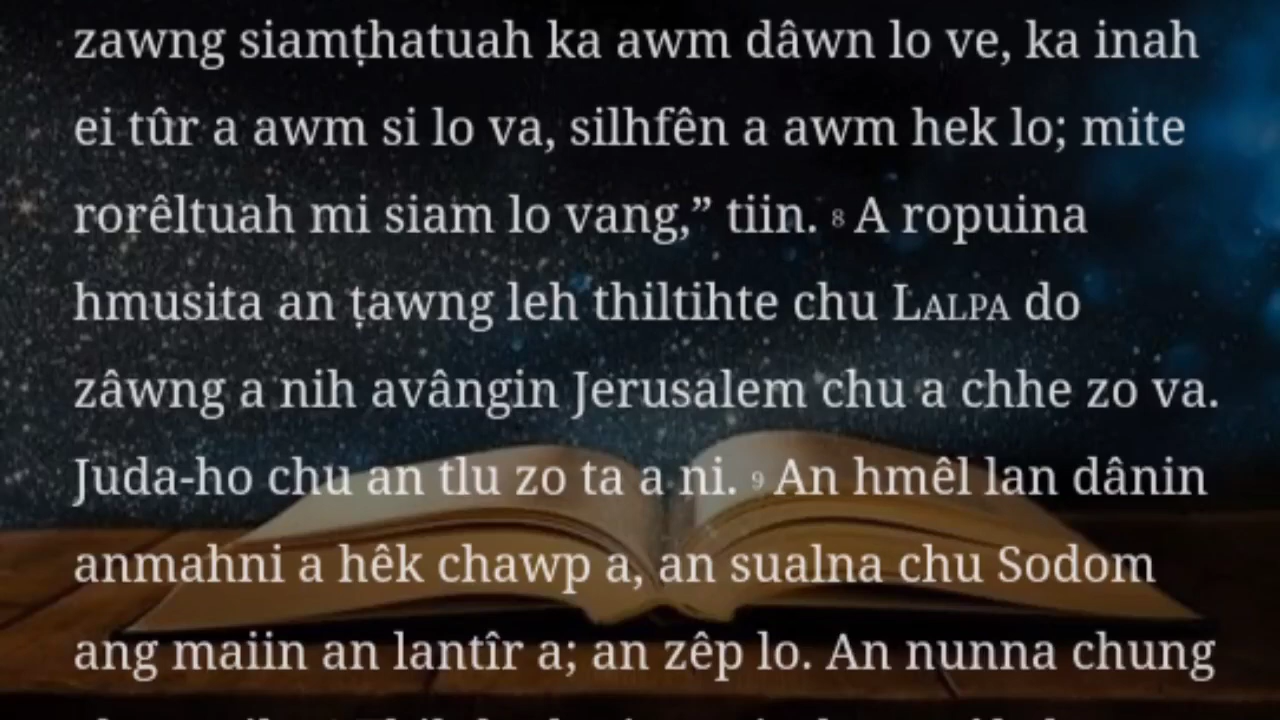 zawng siamṭhatuah ka awm dâwn lo ve, ka inah
ei tûr a awm si lo va, silhfên a awm hek lo; mite
rorêltuah mi siam lo vang,” tiin. 8 A ropuina
hmusita an ṭawng leh thiltihte chu LALPA do
zâwng a nih avângin Jerusalem chu a chhe zo va.
Juda-ho chu an tlu zo ta a ni. 9 An hmêl lan dânin
anmahni a hêk chawp a, an sualna chu Sodom
ang maiin an lantîr a; an zêp lo. An nunna chung